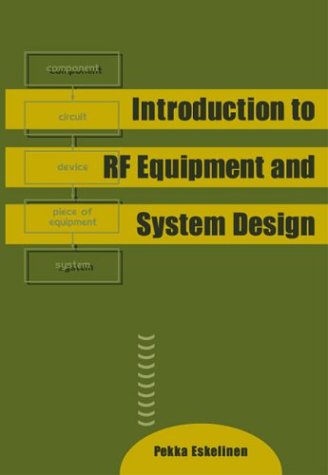 component
circuit
device
piece of
equipment
system
Introduction to
RF Equipment and
System Design
Pekka Eskelinen